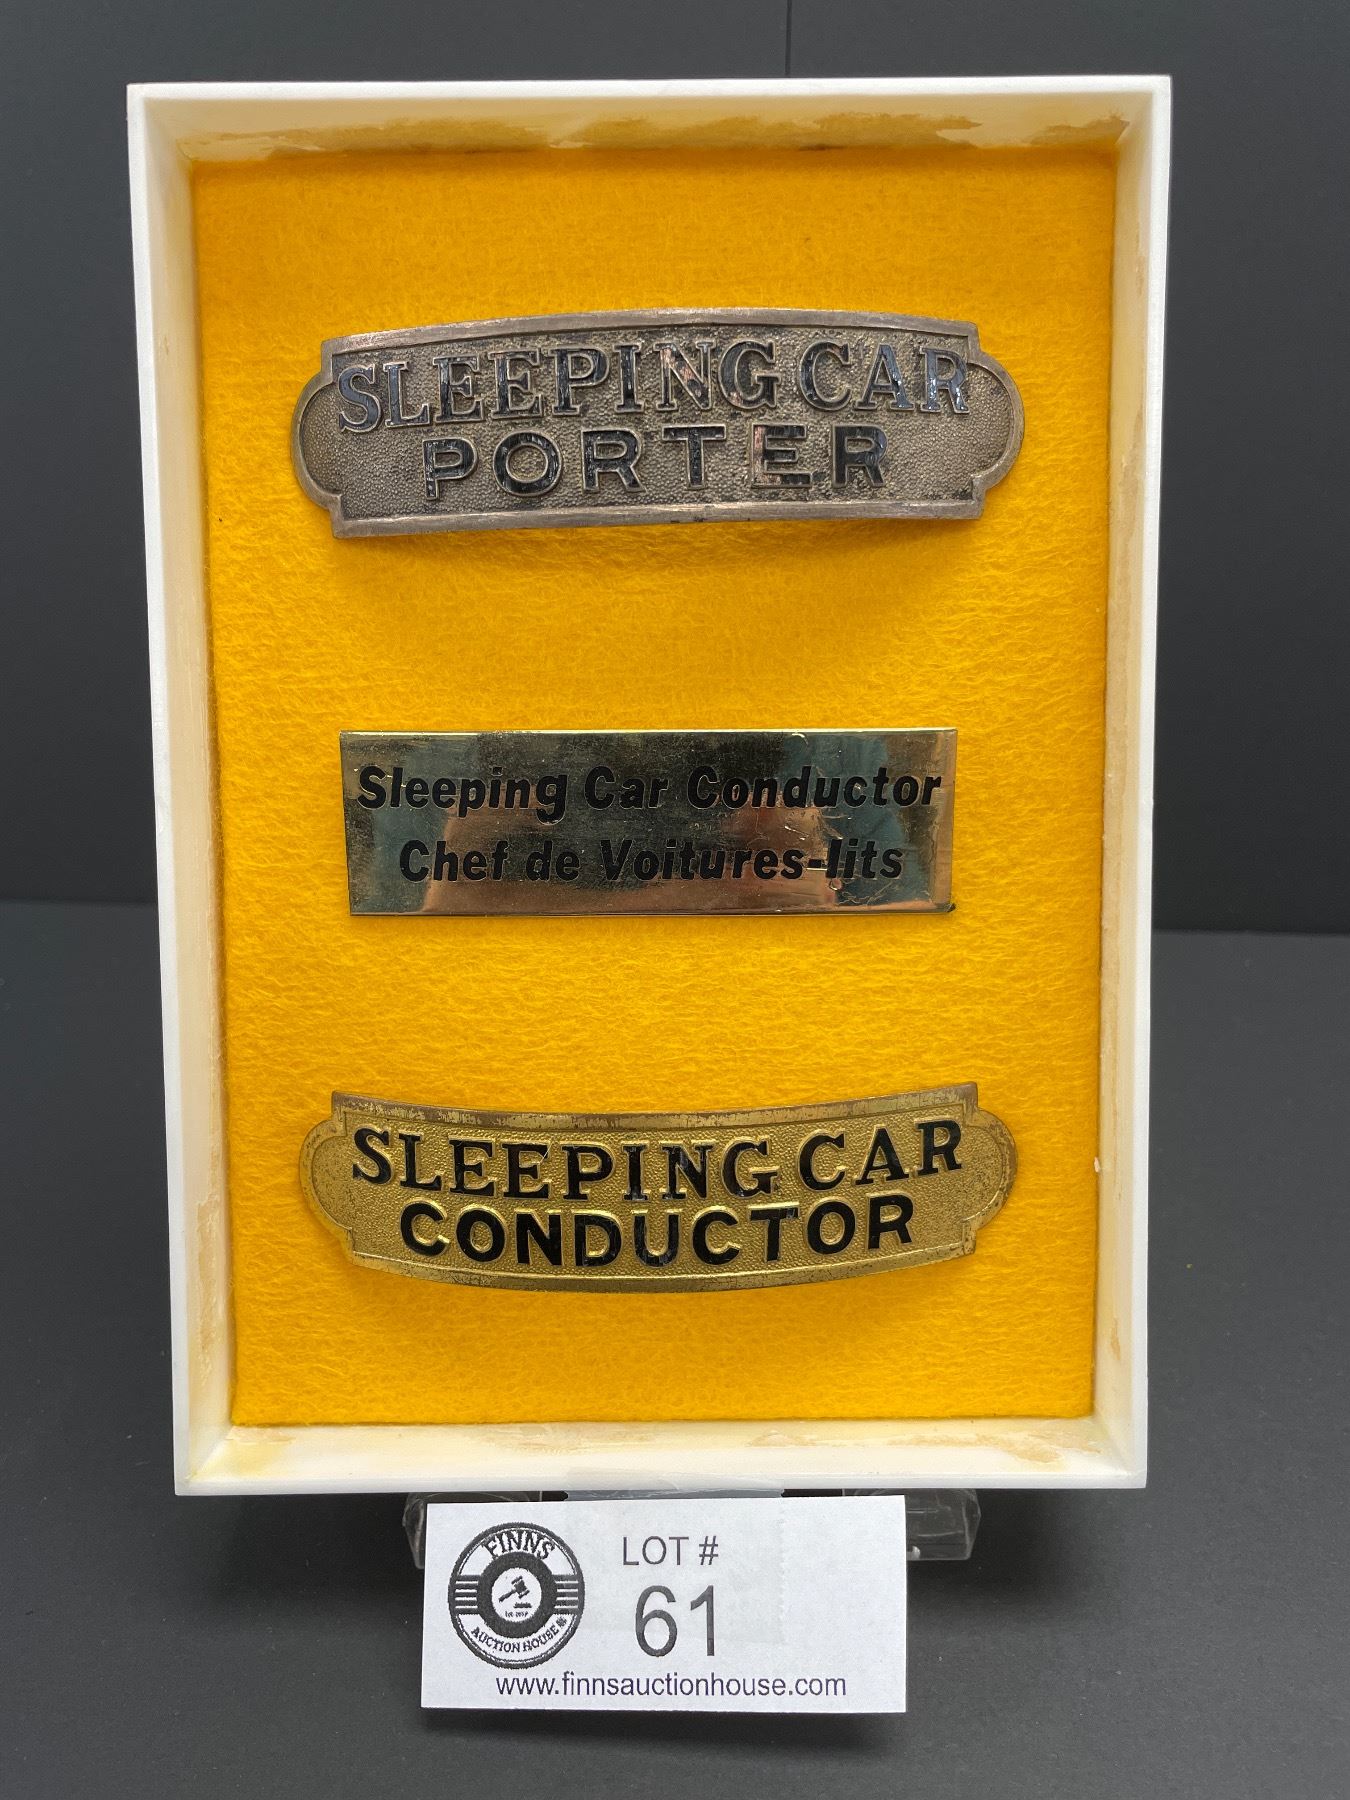 SLEEPING CAR
PORTER
Sleeping Car Conductor
Chef de Voitures-lits
SLEEPING CAR
CONDUCTOR
FINNS
AUCTION HOUSE
LOT #
61
www.finnsauctionhouse.com